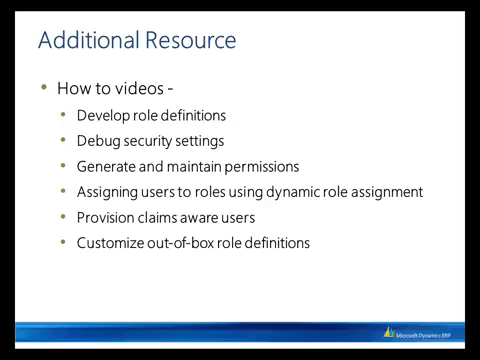 Additional Resource
• How to videos -
• Develop role definitions
• Debug security settings
• Generate and maintain permissions
• Assigning users to roles using dynamic role assignment
• Provision claims aware users
• Customize out-of-box role definitions
Microsoft Dynamics ERP